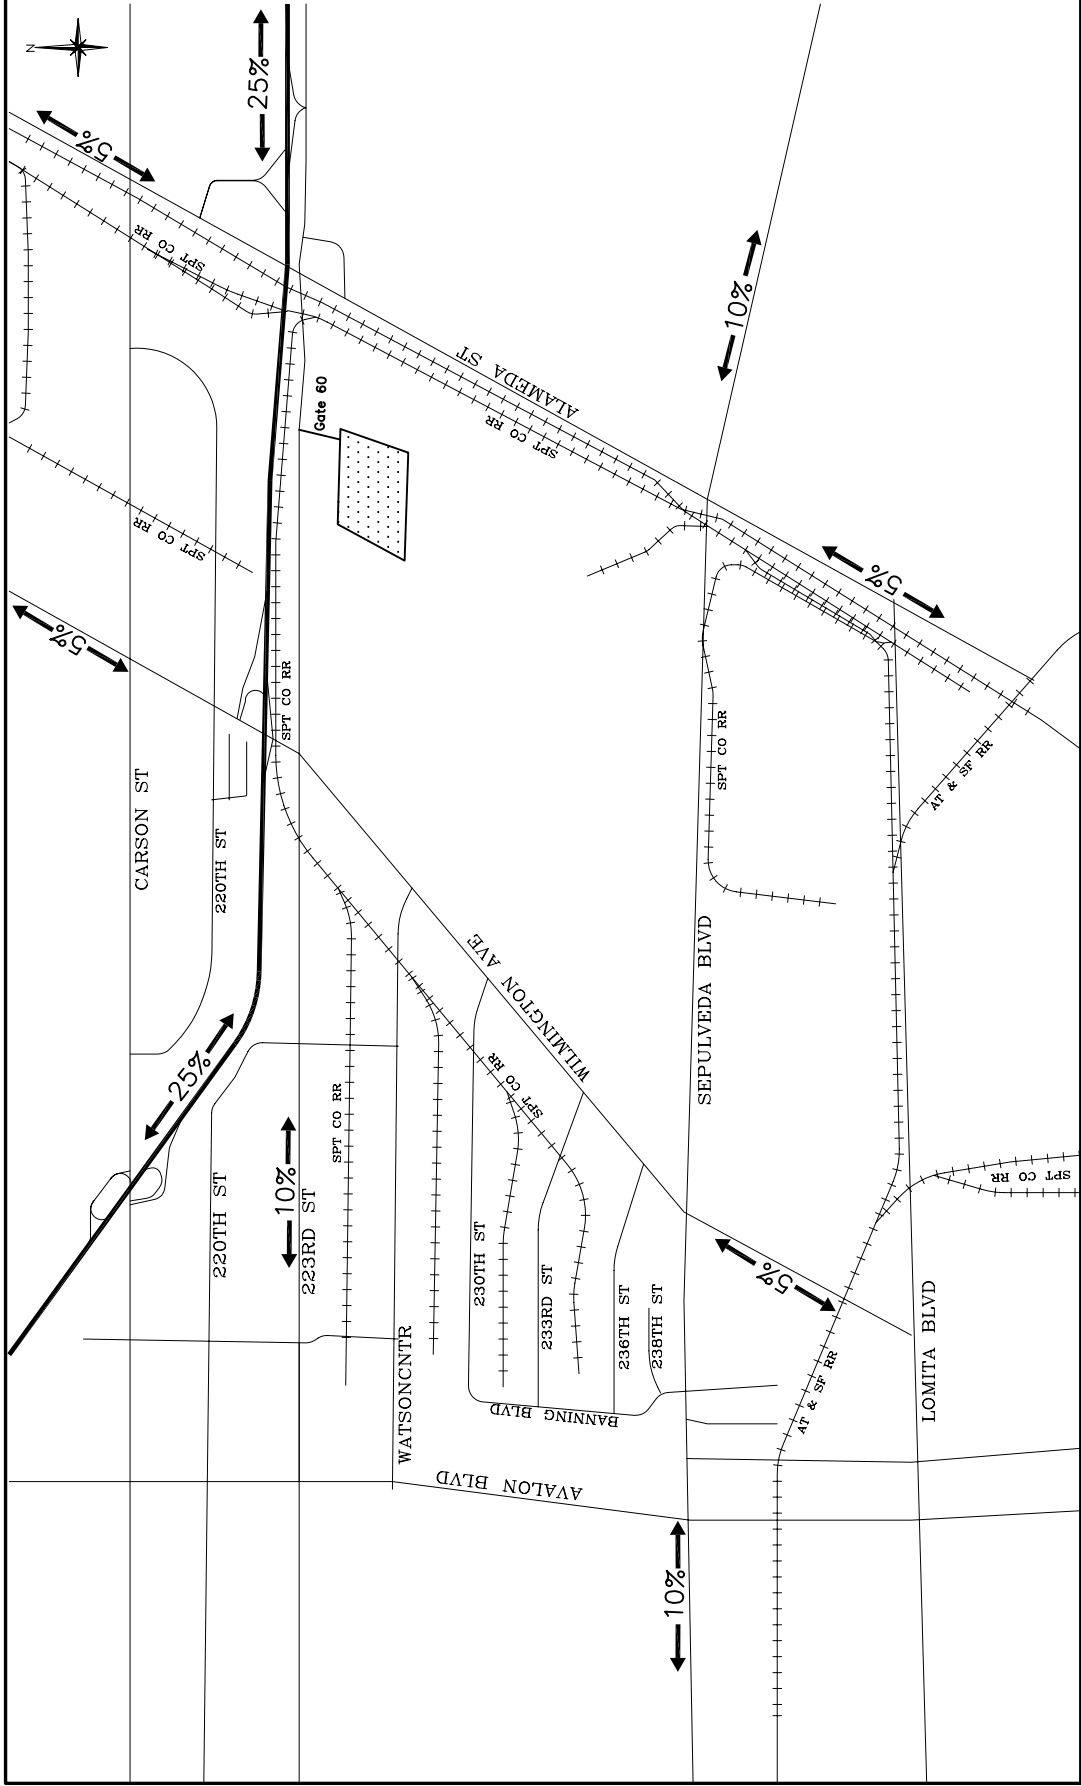 N
25%
5%
SPT CO RR
10%
ALAMEDA ST
Gate 60
SPT CO RR
SPT CO RR
5%
5%
SPT CO RR
CARSON ST
SPT CO RR
AT & SF RR
220TH ST
WILMINGTON AVE
SEPULVEDA BLVD
25%
SPT CO RR
SPT CO RR
10%
220TH ST
223RD ST
230TH ST
233RD ST
236TH ST
238TH ST
5%
SPT CO RR
LOMITA BLVD
WATSONCNTR
AT & SF RR
BANNING BLVD
AVALON BLVD
10%